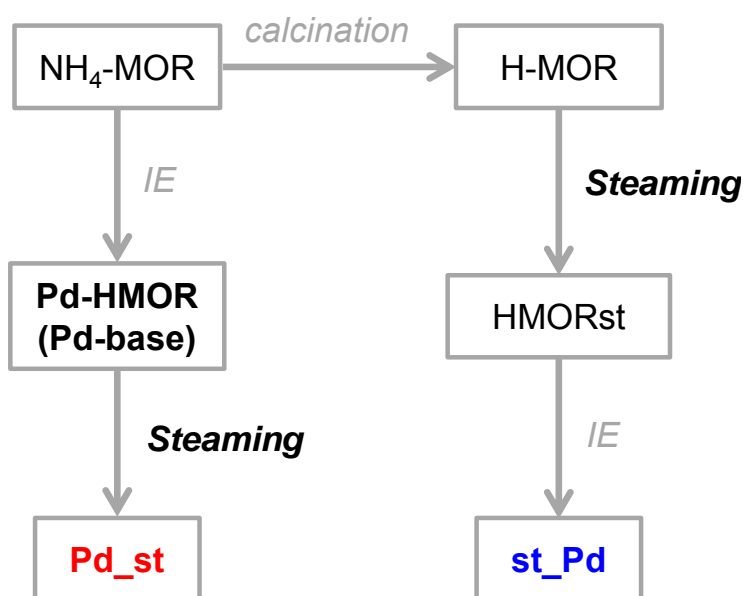 calcination
NH₄-MOR
H-MOR
IE
Steaming
Pd-HMOR
(Pd-base)
HMORst
Steaming
IE
Pd_st
st_Pd